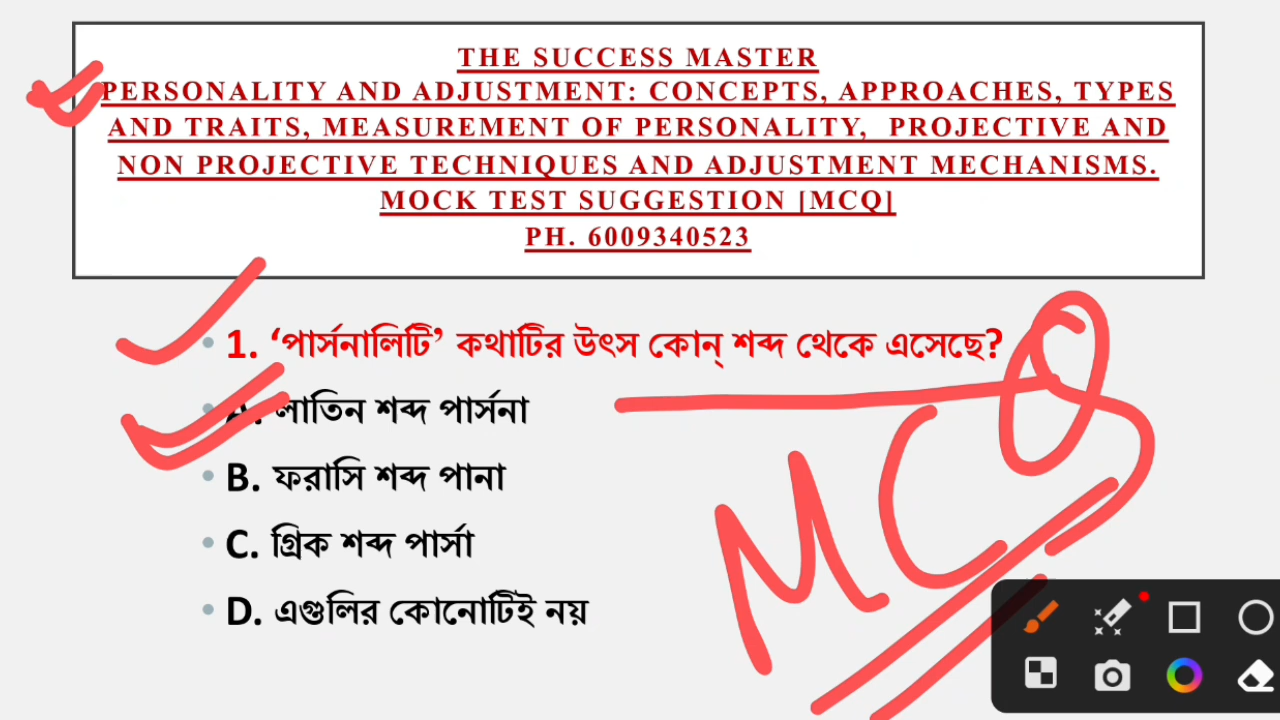 THE SUCCESS MASTER
PERSONALITY AND ADJUSTMENT: CONCEPTS, APPROACHES, TYPES
AND TRAITS, MEASUREMENT OF PERSONALITY, PROJECTIVE AND
NON PROJECTIVE TECHNIQUES AND ADJUSTMENT MECHANISMS.
MOCK TEST SUGGESTION [MCQ]
PH. 6009340523
• 1. ‘পার্সনালিটি’ কথাটির উৎস কোন্ শব্দ থেকে এসেছে?
• A. লাতিন শব্দ পার্সনা
• B. ফরাসি শব্দ পানা
• C. গ্রিক শব্দ পার্সা
• D. এগুলির কোনোটিই নয়
MCQ